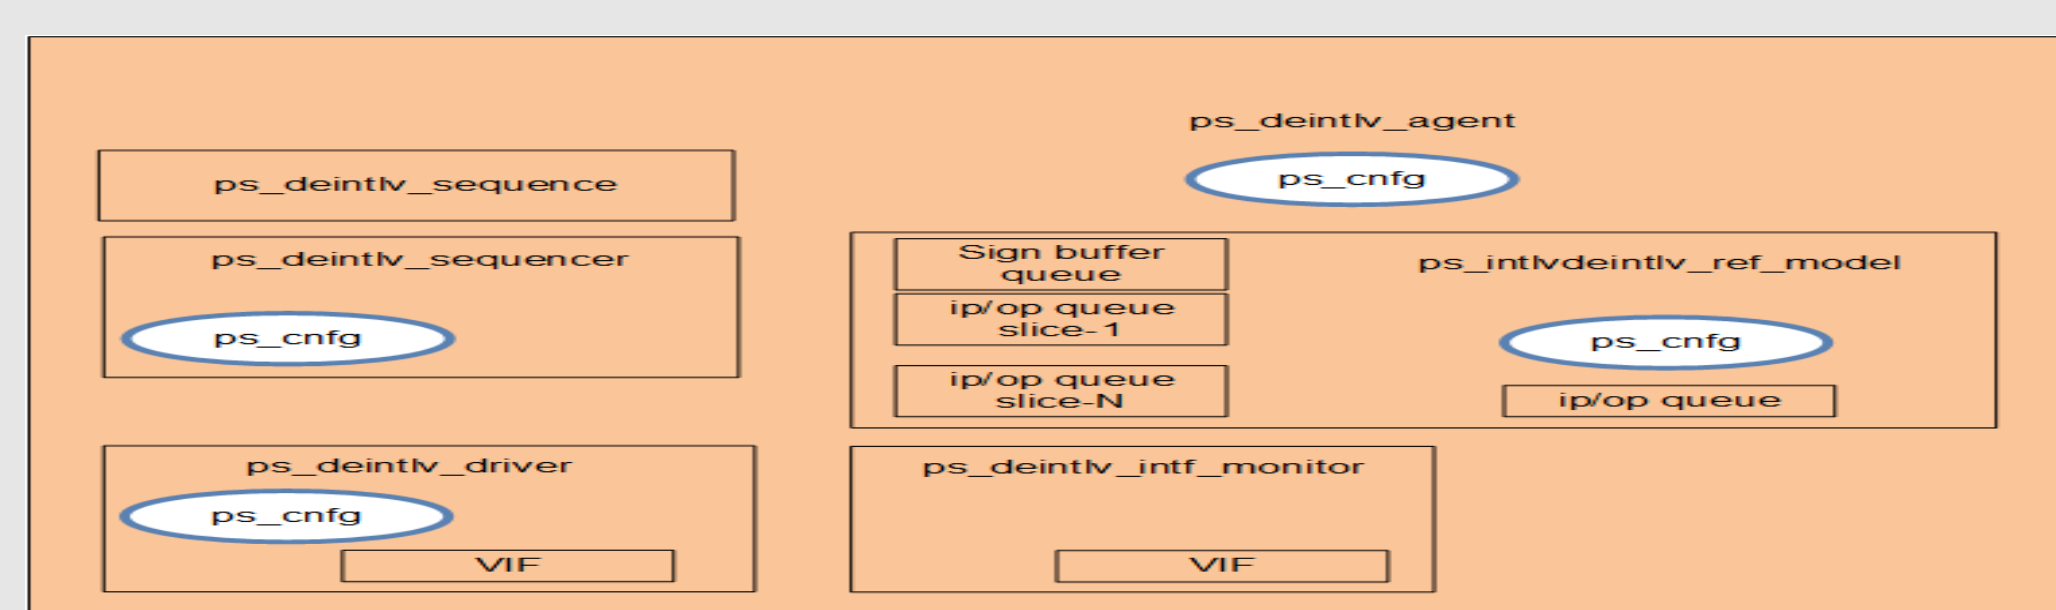 ps_deintlv_agent
ps_cnfg
ps_deintlv_sequence
ps_deintlv_sequencer
ps_cnfg
Sign buffer
queue
ip/op queue
slice-1
ip/op queue
slice-N
ps_intlvdeintlv_ref_model
ps_cnfg
ip/op queue
ps_deintlv_driver
ps_cnfg
VIF
ps_deintlv_intf_monitor
VIF